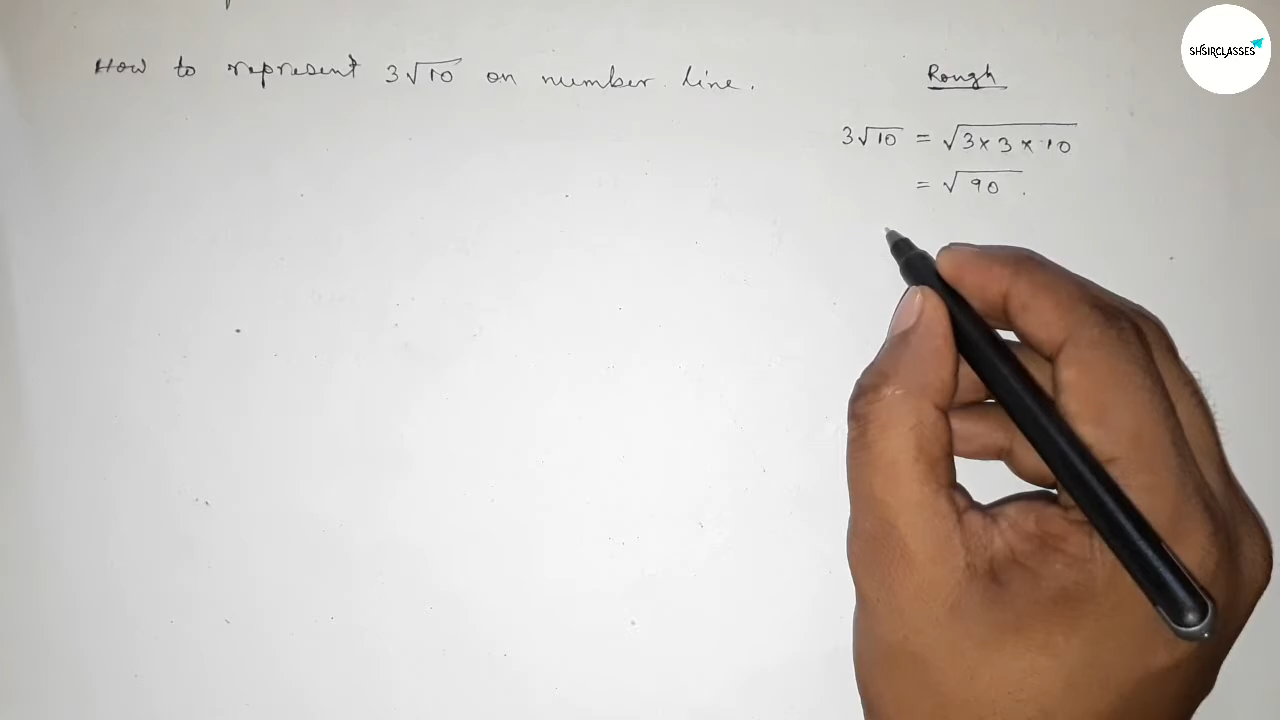 How to represent 3√10 on number line.
Rough
3√10 = √3×3×10
= √90.
SHSIRCLASSES